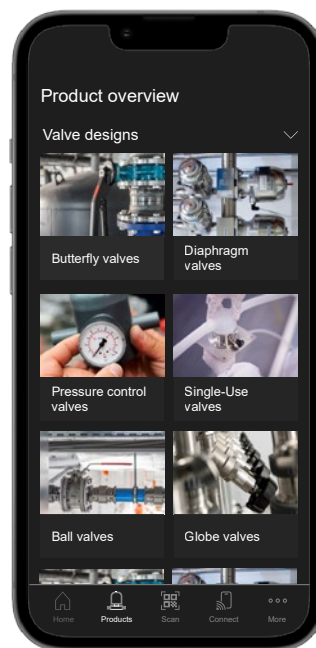 Product overview
Valve designs
Butterfly valves
Diaphragm
valves
Pressure control
valves
Single-Use
valves
Ball valves
Globe valves
Home
Products
Scan
Connect
More